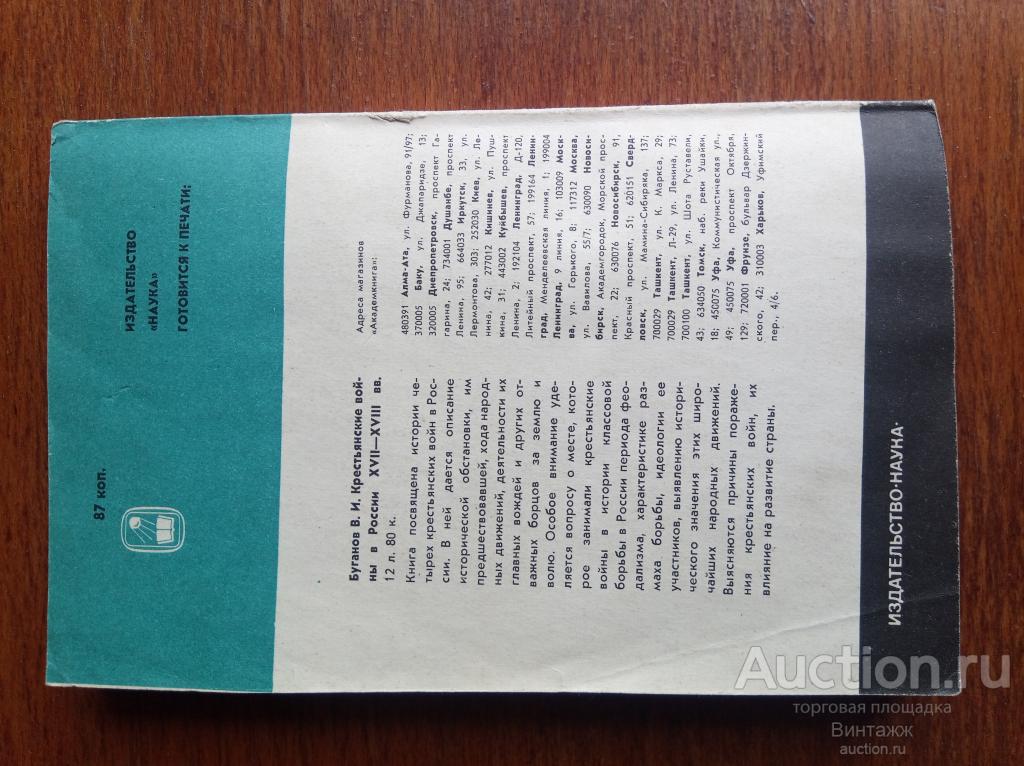 87 коп.
ИЗДАТЕЛЬСТВО
«НАУКА»
ГОТОВИТСЯ К ПЕЧАТИ:
Буганов В. И. Крестьянские вой-
ны в России XVII—XVIII вв.
12 л. 80 к.
Книга посвящена истории че-
тырех крестьянских войн в Рос-
сии. В ней дается описание
исторической обстановки, им
предшествовавшей, хода народ-
ных движений, деятельности их
главных вождей и других от-
важных борцов за землю и
волю. Особое внимание уде-
ляется вопросу о месте, кото-
рое занимали крестьянские
войны в истории классовой
борьбы в России периода фео-
дализма, характеристике раз-
маха борьбы, идеологии ее
участников, выявлению истори-
ческого значения этих широ-
чайших народных движений.
Выясняются причины пораже-
ния крестьянских войн, их
влияние на развитие страны.
Адреса магазинов
«Академкнига»:
480391 Алма-Ата, ул. Фурманова, 91/97;
370005 Баку, ул. Джапаридзе, 13;
320005 Днепропетровск, проспект Га-
гарина, 24; 734001 Душанбе, проспект
Ленина, 95; 664033 Иркутск, 33, ул.
Лермонтова, 303; 252030 Киев, ул. Ле-
нина, 42; 277012 Кишинев, ул. Пуш-
кина, 31; 443002 Куйбышев, проспект
Ленина, 2; 192104 Ленинград, Д-120,
Литейный проспект, 57; 199164 Ленин-
град, Менделеевская линия, 1; 199004
Ленинград, 9 линия, 16; 103009 Моск-
ва, ул. Горького, 8; 117312 Москва,
ул. Вавилова, 55/7; 630090 Новоси-
бирск, Академгородок, Морской прос-
пект, 22; 630076 Новосибирск, 91,
Красный проспект, 51; 620151 Сверд-
ловск, ул. Мамина-Сибиряка, 137;
700029 Ташкент, ул. К. Маркса, 29;
700029 Ташкент, Л-29, ул. Ленина, 73;
700100 Ташкент, ул. Шота Руставели,
43; 634050 Томск, наб. реки Ушайки,
18; 450075 Уфа, Коммунистическая ул.,
49; 450075 Уфа, проспект Октября,
129; 720001 Фрунзе, бульвар Дзержин-
ского, 42; 310003 Харьков, Уфимский
пер., 4/6.
ИЗДАТЕЛЬСТВО·НАУКА·
Auction.ru
торговая площадка
Винтажж
auction.ru